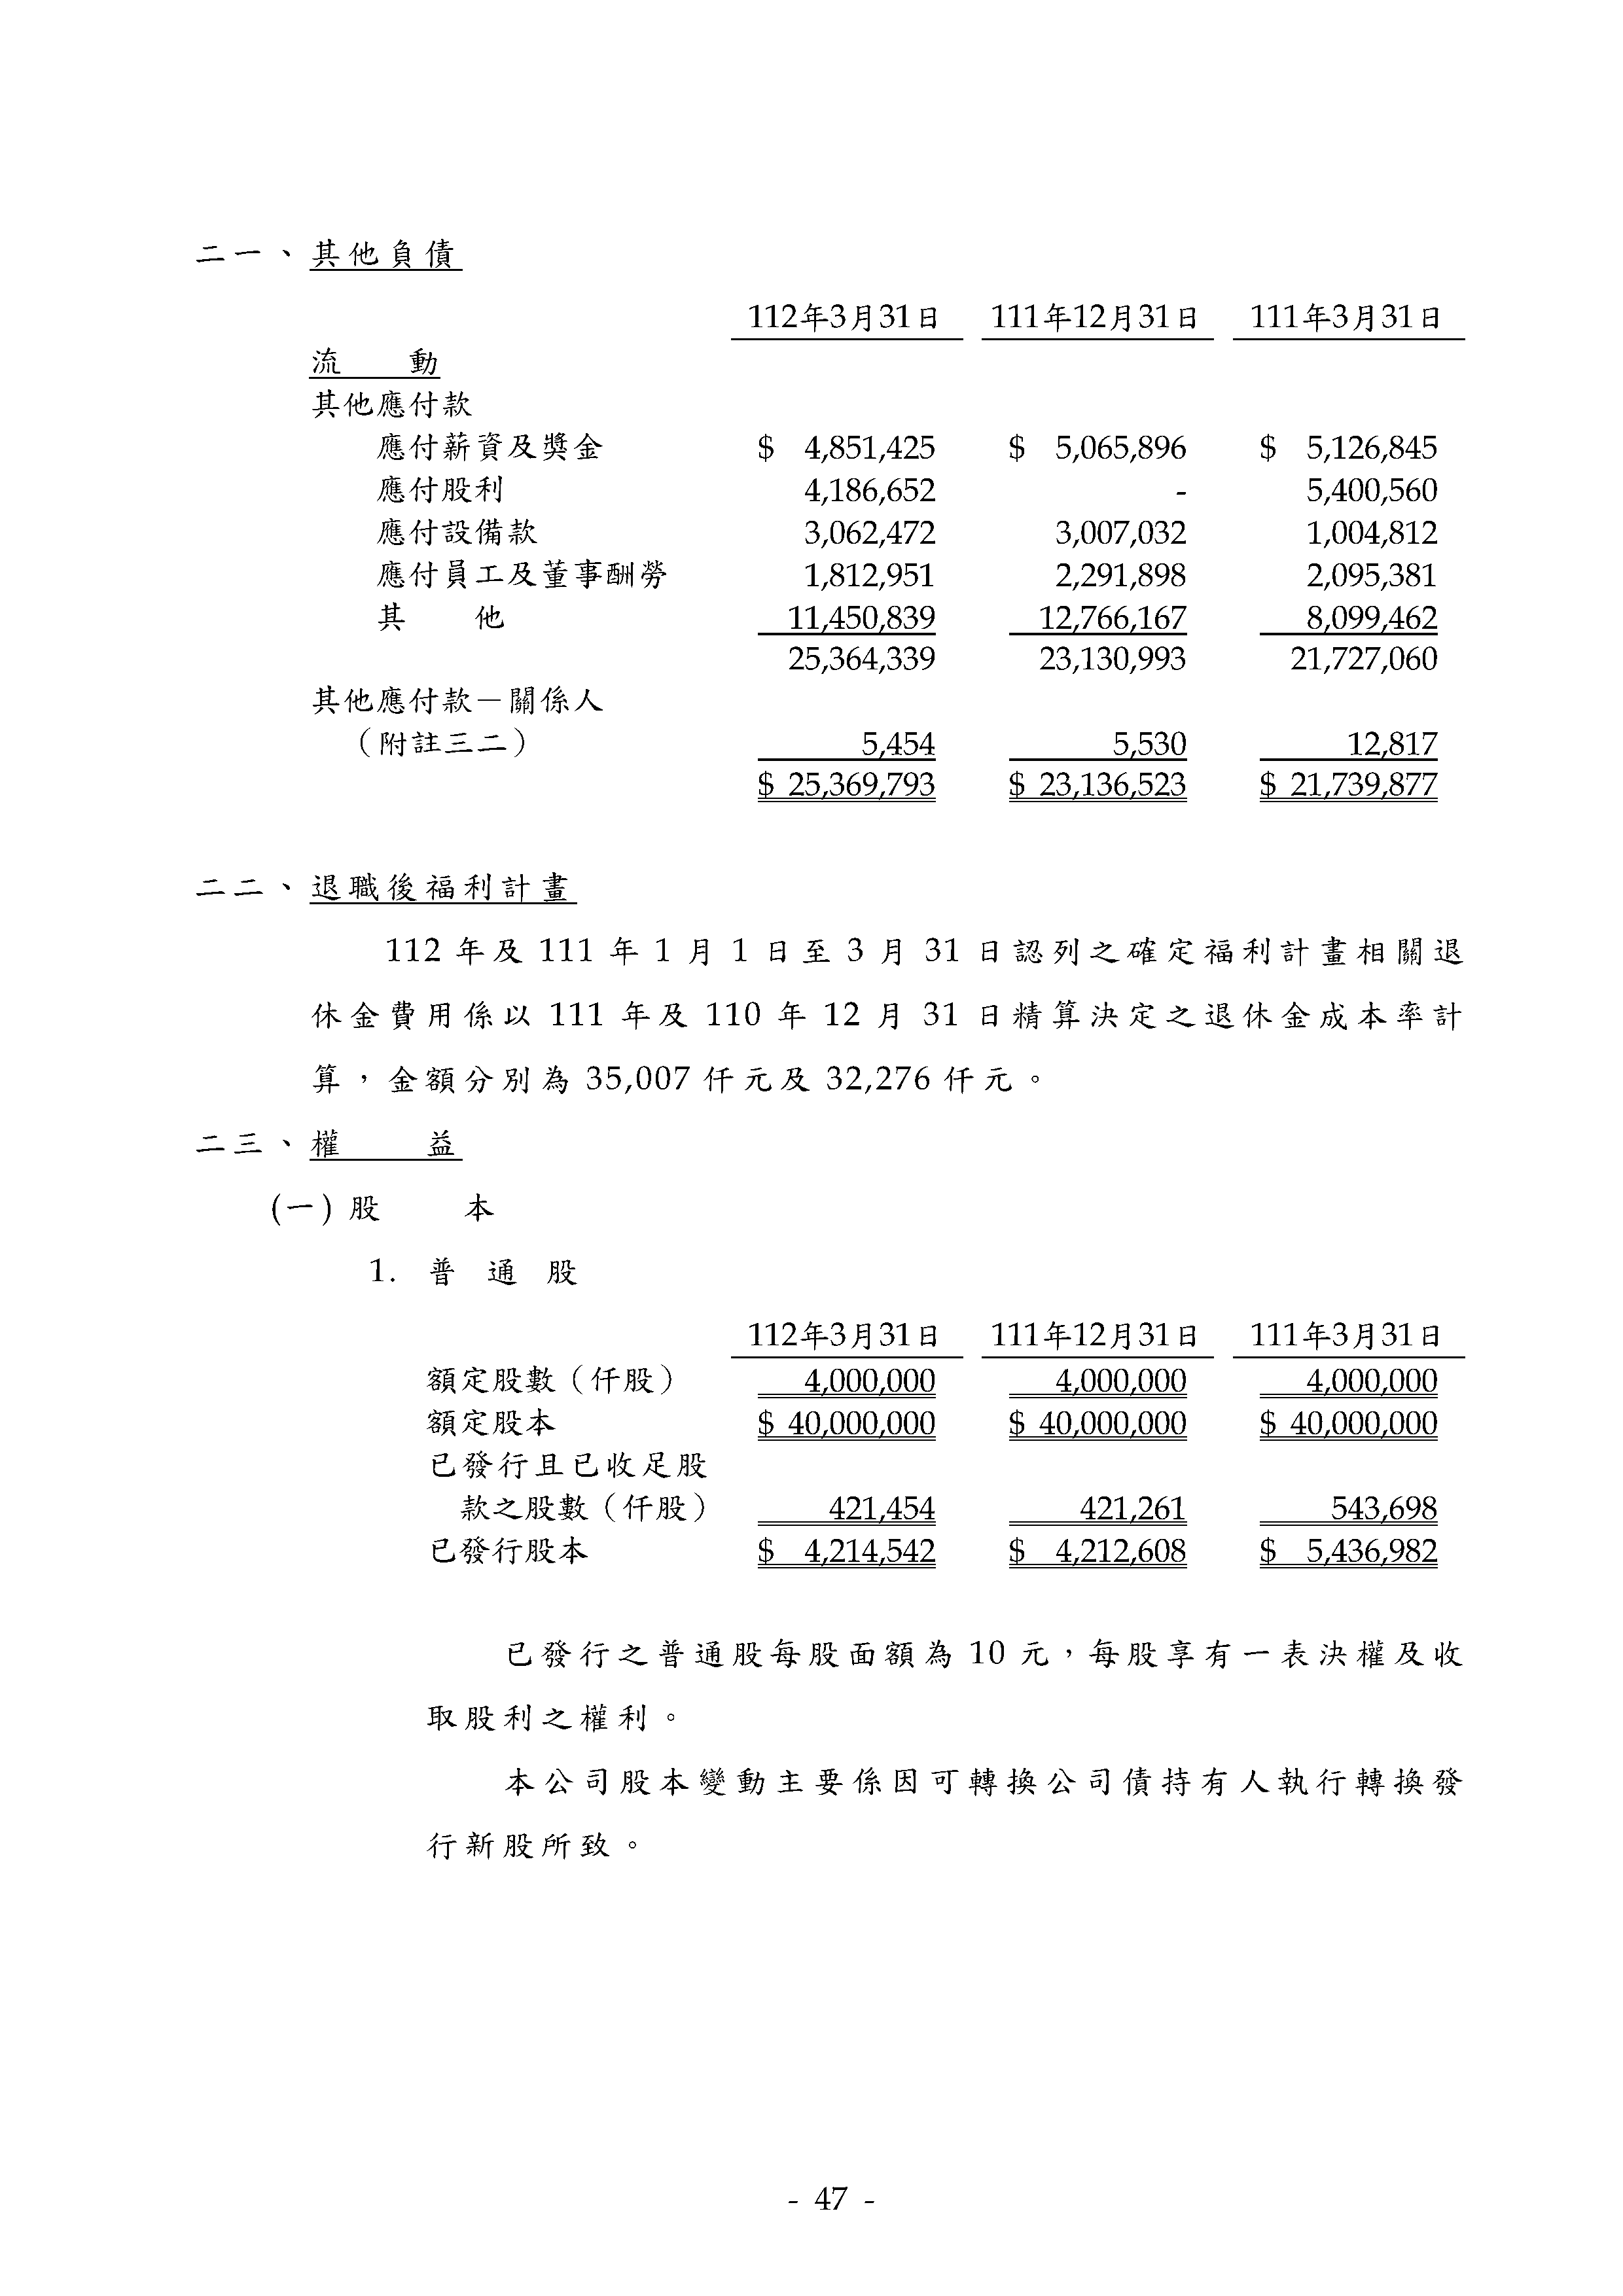 二一、其他負債
112年3月31日 111年12月31日 111年3月31日
流　　動
其他應付款
應付薪資及獎金 $ 4,851,425 $ 5,065,896 $ 5,126,845
應付股利 4,186,652 - 5,400,560
應付設備款 3,062,472 3,007,032 1,004,812
應付員工及董事酬勞 1,812,951 2,291,898 2,095,381
其　　他 11,450,839 12,766,167 8,099,462
25,364,339 23,130,993 21,727,060
其他應付款－關係人
（附註三二） 5,454 5,530 12,817
$ 25,369,793 $ 23,136,523 $ 21,739,877
二二、退職後福利計畫
112 年及 111 年 1 月 1 日至 3 月 31 日認列之確定福利計畫相關退
休金費用係以 111 年及 110 年 12 月 31 日精算決定之退休金成本率計
算，金額分別為 35,007 仟元及 32,276 仟元。
二三、權　　益
(一) 股　　本
1. 普 通 股
112年3月31日 111年12月31日 111年3月31日
額定股數（仟股） 4,000,000 4,000,000 4,000,000
額定股本 $ 40,000,000 $ 40,000,000 $ 40,000,000
已發行且已收足股
款之股數（仟股） 421,454 421,261 543,698
已發行股本 $ 4,214,542 $ 4,212,608 $ 5,436,982
已發行之普通股每股面額為 10 元，每股享有一表決權及收
取股利之權利。
本公司股本變動主要係因可轉換公司債持有人執行轉換發
行新股所致。
- 47 -